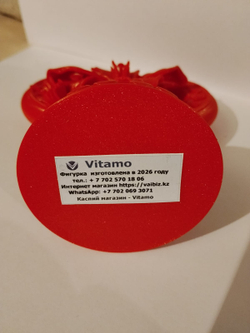 Vitamo
Фигурка изготовлена в 2026 году
тел.: + 7 702 570 18 06
Интернет магазин https://vaibiz.kz
WhatsApp: +7 702 069 3071
Каспий магазин - Vitamo